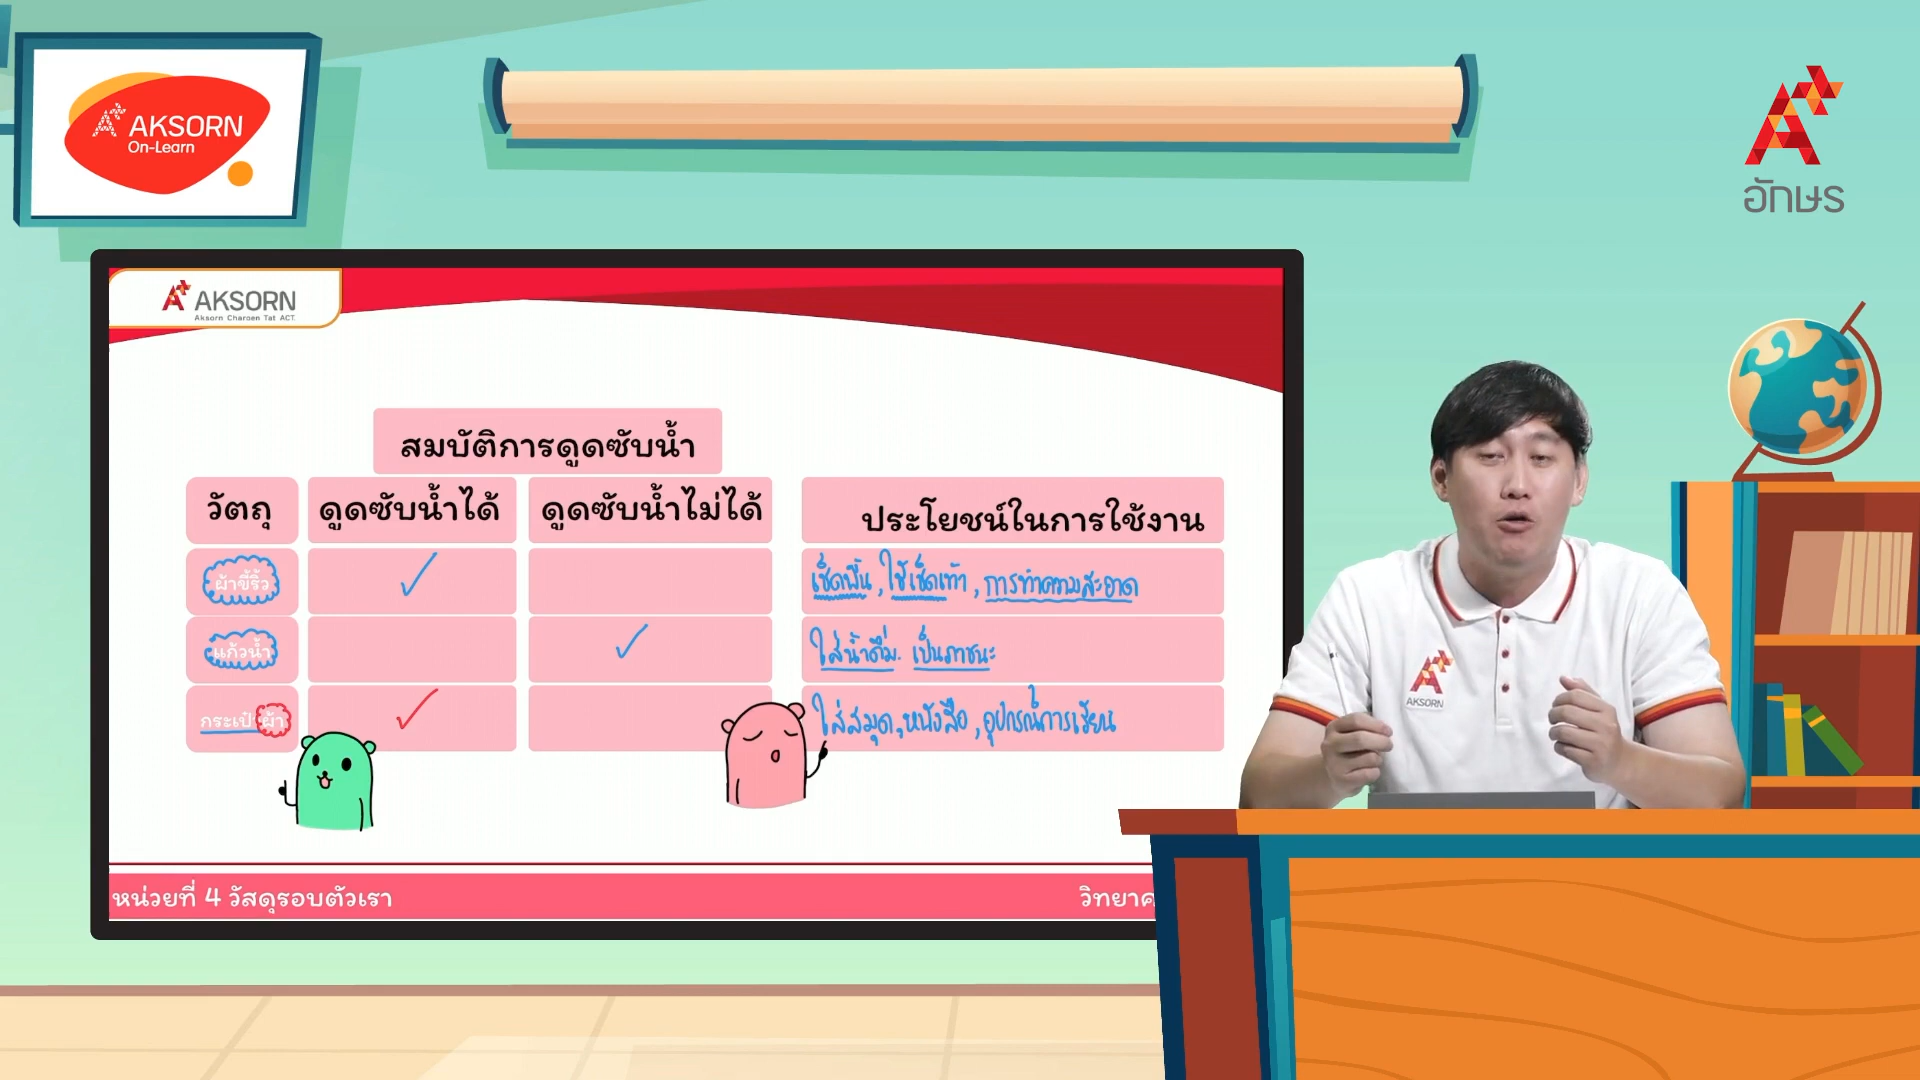 AKSORN
On-Learn
อักษร
AKSORN
Aksorn Charoen Tat ACT.
สมบัติการดูดซับน้ำ
วัตถุ ดูดซับน้ำได้ ดูดซับน้ำไม่ได้ ประโยชน์ในการใช้งาน
ผ้าขี้ริ้ว ✓ เช็ดพื้น, ใช้เช็ดเท้า, การทำความสะอาด
แก้วน้ำ ✓ ใส่น้ำดื่ม. เป็นภาชนะ
กระเป๋าผ้า ✓ ใส่สมุด, หนังสือ, อุปกรณ์การเรียน
หน่วยที่ 4 วัสดุรอบตัวเรา
วิทยาศ
AKSORN